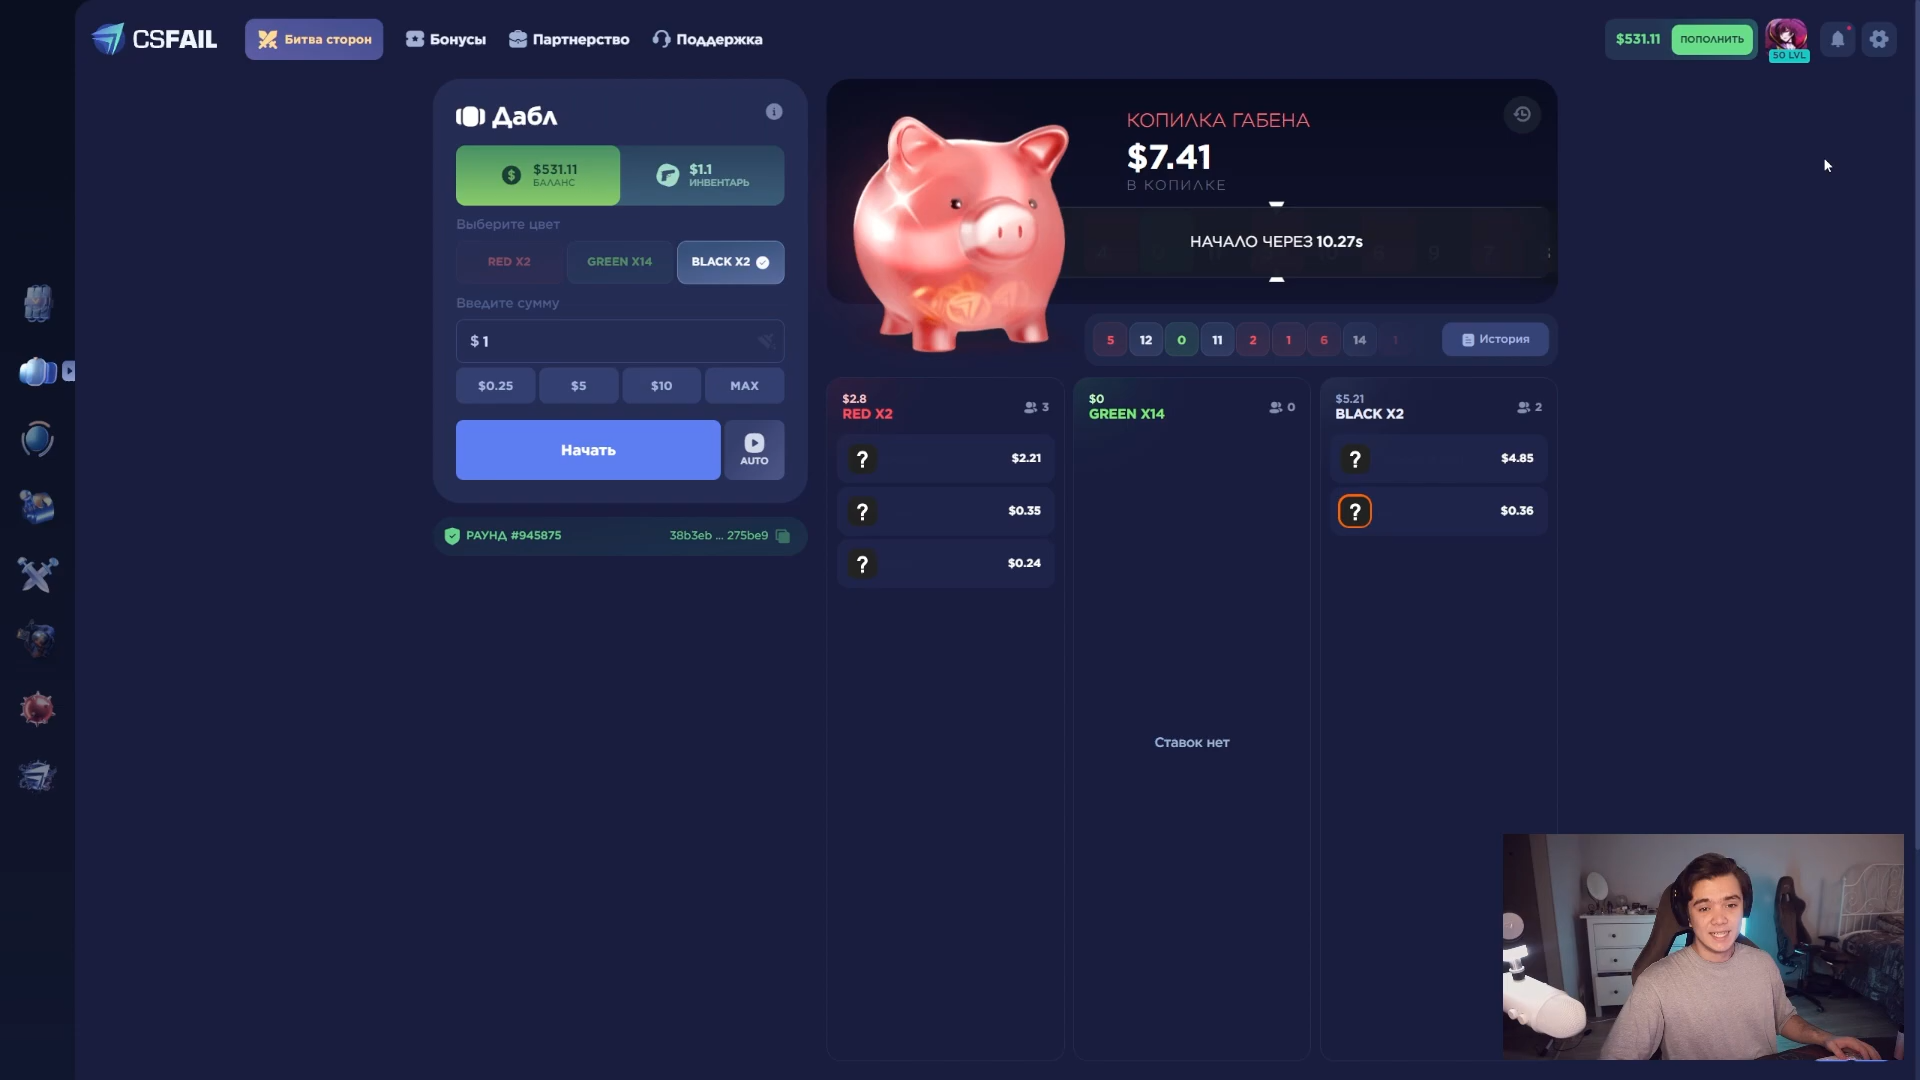 CSFAIL
Битва сторон
Бонусы
Партнерство
Поддержка
$531.11
ПОПОЛНИТЬ
50 LVL
Дабл
$531.11
БАЛАНС
$1.1
ИНВЕНТАРЬ
Выберите цвет
RED X2
GREEN X14
BLACK X2
Введите сумму
$ 1
$0.25
$5
$10
MAX
Начать
AUTO
РАУНД #945875
38b3eb ... 275be9
КОПИЛКА ГАБЕНА
$7.41
В КОПИЛКЕ
НАЧАЛО ЧЕРЕЗ 10.27s
5 12 0 11 2 1 6 14 1
История
$2.8
RED X2
3
? $2.21
? $0.35
? $0.24
$0
GREEN X14
0
Ставок нет
$5.21
BLACK X2
2
? $4.85
? $0.36